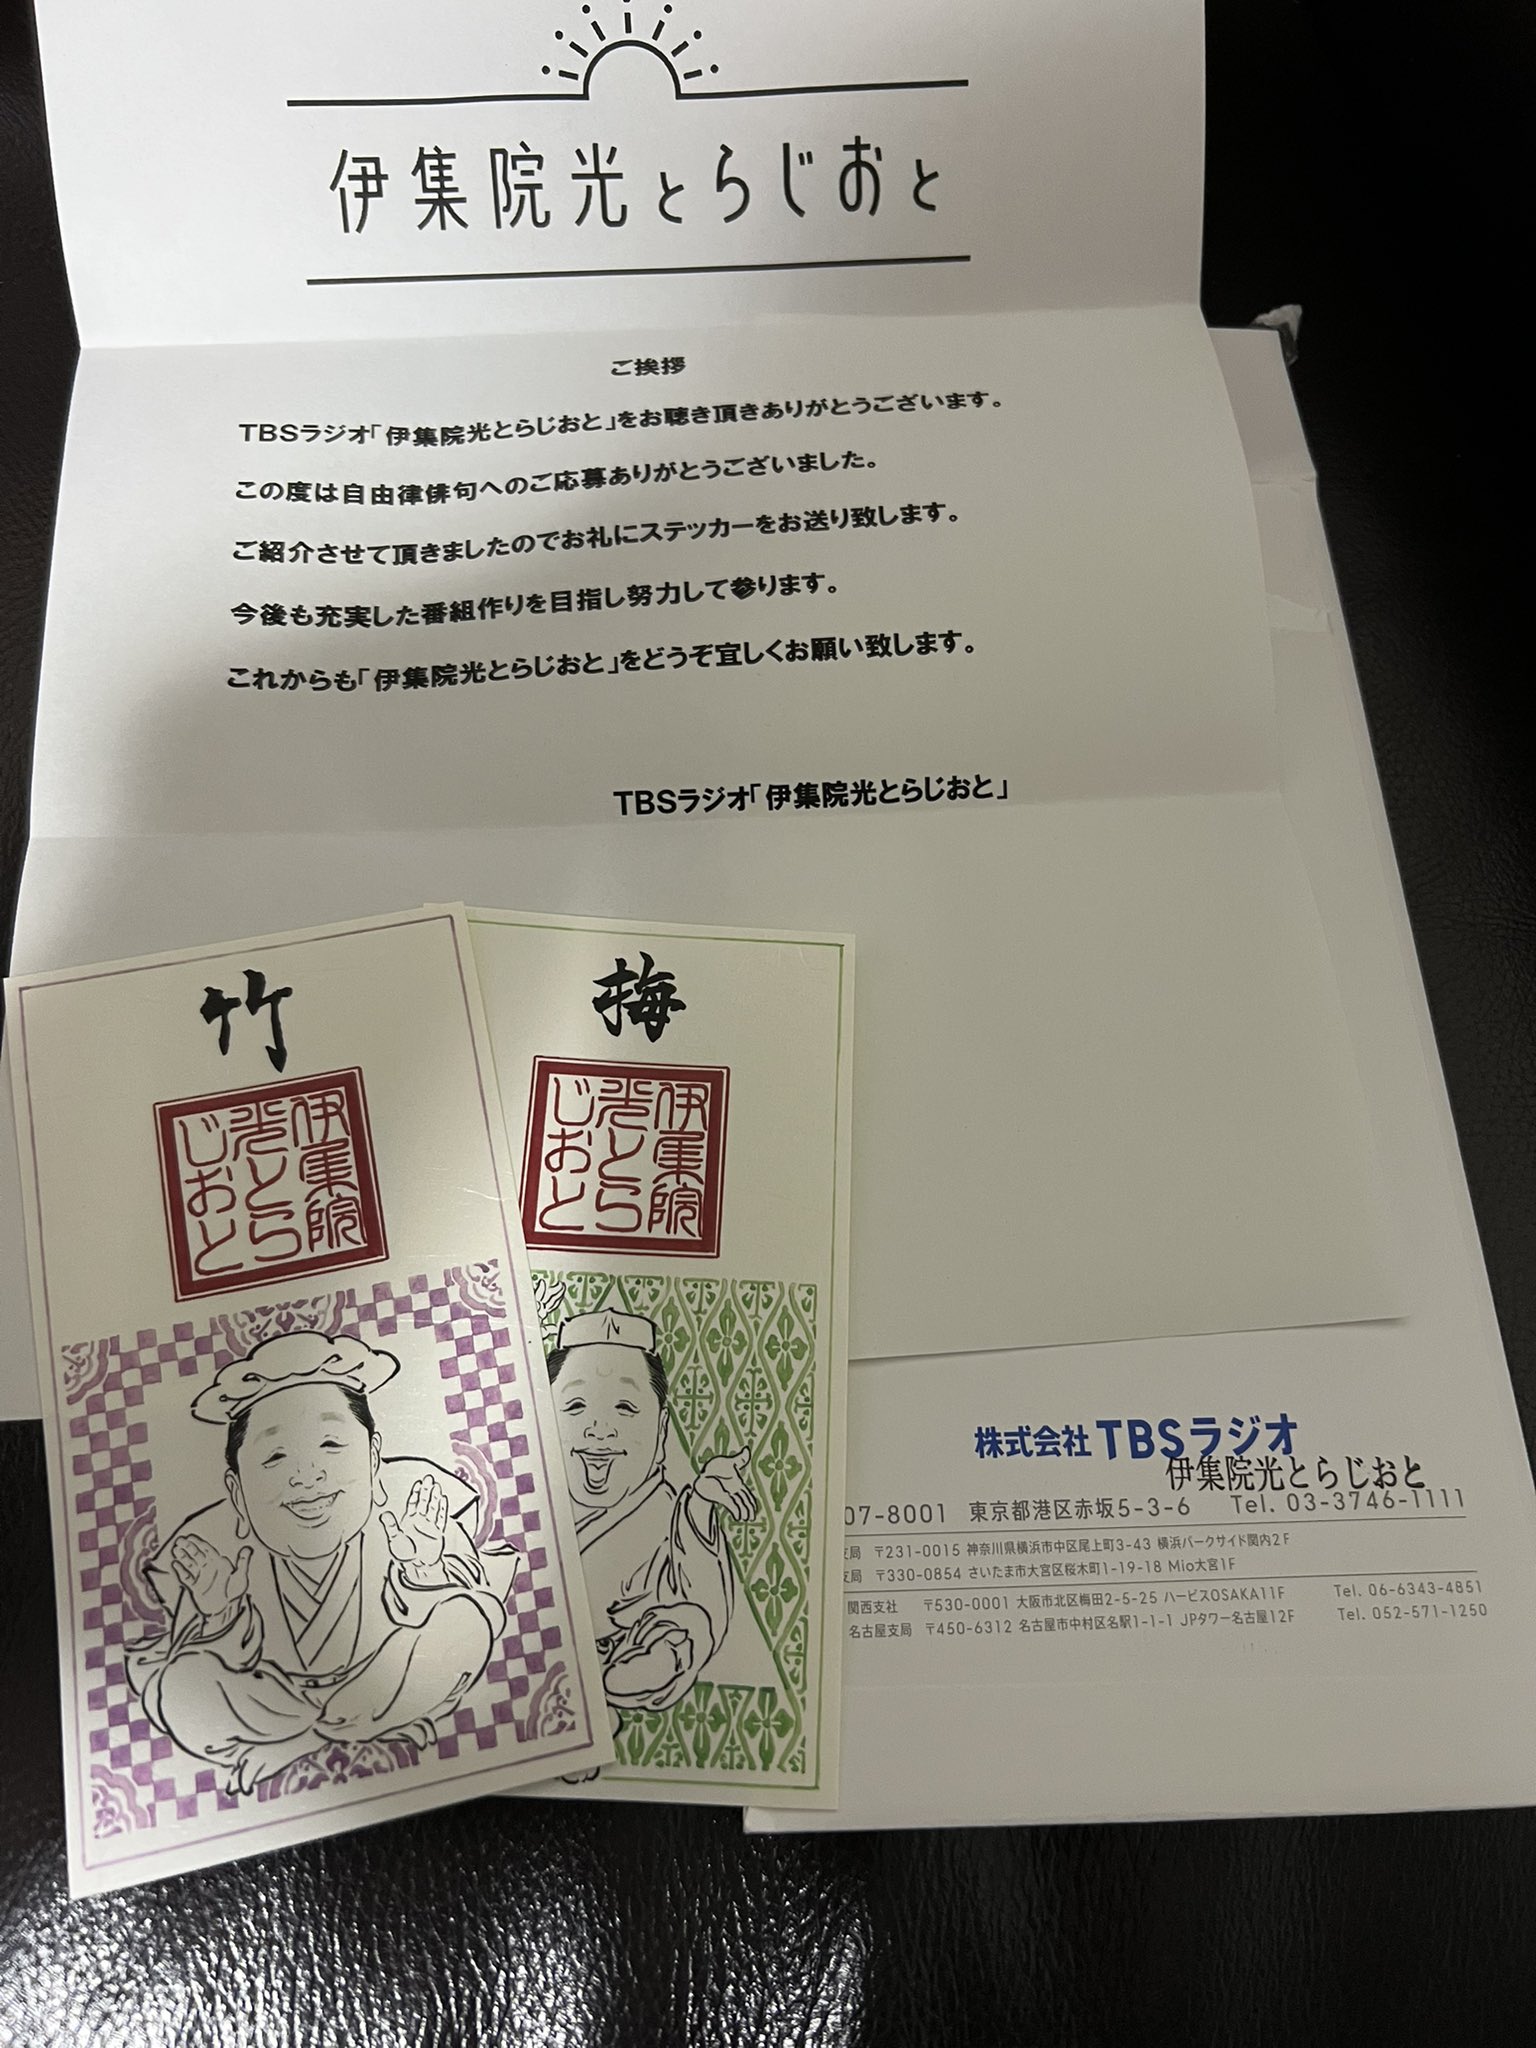 伊集院光とらじおと
ご挨拶
TBSラジオ「伊集院光とらじおと」をお聴き頂きありがとうございます。
この度は自由律俳句へのご応募ありがとうございました。
ご紹介させて頂きましたのでお礼にステッカーをお送り致します。
今後も充実した番組作りを目指し努力して参ります。
これからも「伊集院光とらじおと」をどうぞ宜しくお願い致します。
TBSラジオ「伊集院光とらじおと」
竹
伊集院
光とら
じおと
梅
伊集院
光とら
じおと
株式会社TBSラジオ
伊集院光とらじおと
07-8001 東京都港区赤坂5-3-6 Tel. 03-3746-1111
支局 〒231-0015 神奈川県横浜市中区尾上町3-43 横浜パークサイド関内2F
支局 〒330-0854 さいたま市大宮区桜木町1-19-18 Mio大宮1F
関西支社 〒530-0001 大阪市北区梅田2-5-25 ハービスOSAKA11F Tel. 06-6343-4851
名古屋支局 〒450-6312 名古屋市中村区名駅1-1-1 JPタワー名古屋12F Tel. 052-571-1250